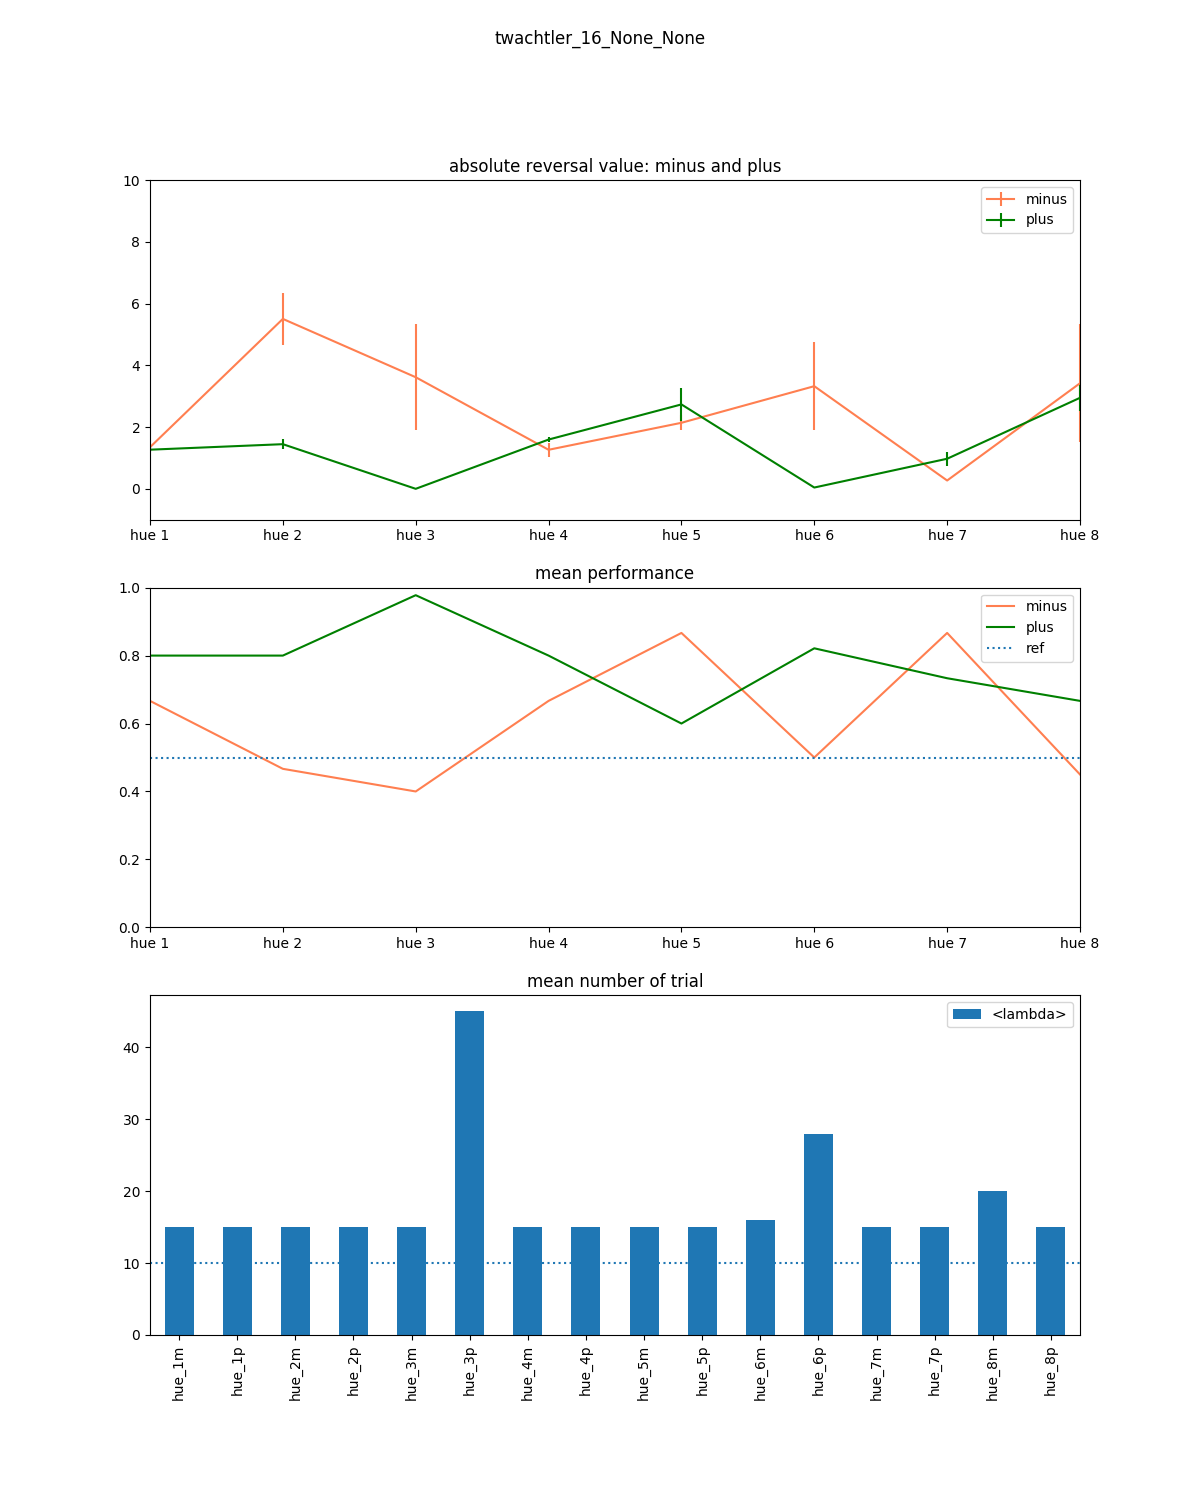 twachtler_16_None_None
absolute reversal value: minus and plus
10
8
6
4
2
0
minus
plus
hue 1 hue 2 hue 3 hue 4 hue 5 hue 6 hue 7 hue 8
mean performance
1.0
0.8
0.6
0.4
0.2
0.0
minus
plus
ref
hue 1 hue 2 hue 3 hue 4 hue 5 hue 6 hue 7 hue 8
mean number of trial
40
30
20
10
0
<lambda>
hue_1m hue_1p hue_2m hue_2p hue_3m hue_3p hue_4m hue_4p hue_5m hue_5p hue_6m hue_6p hue_7m hue_7p hue_8m hue_8p